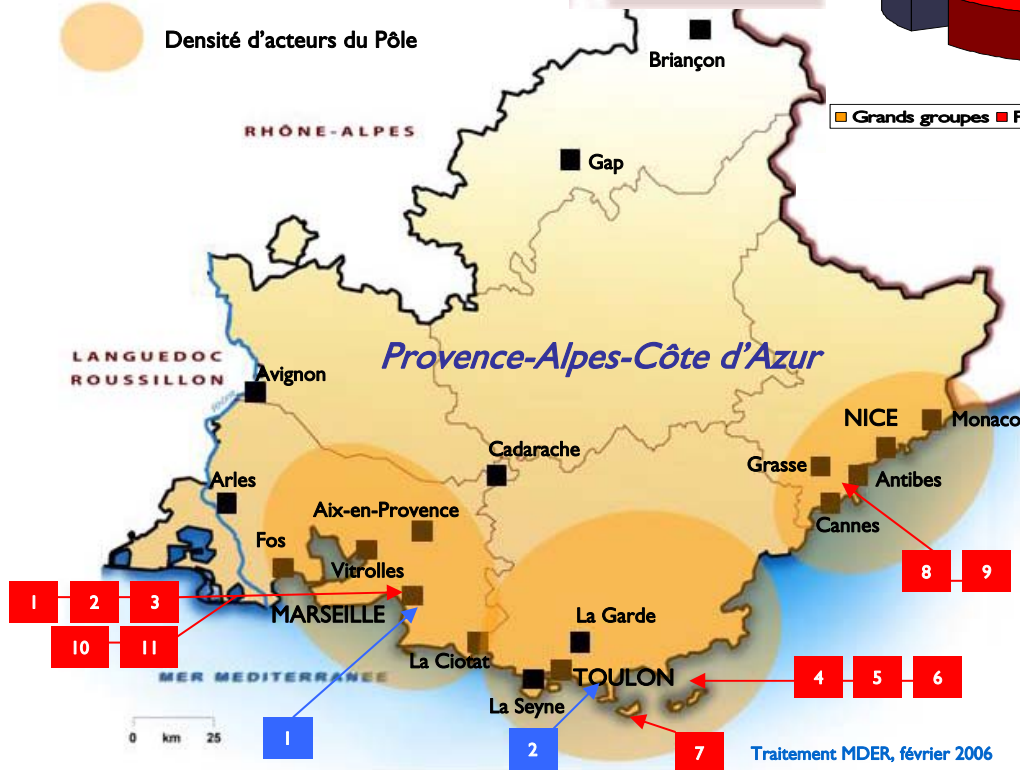 Densité d'acteurs du Pôle
Briançon
RHÔNE-ALPES
Grands groupes
Gap
Provence-Alpes-Côte d'Azur
LANGUEDOC
ROUSSILLON
Avignon
Rhône
NICE
Monaco
Cadarache
Grasse
Antibes
Arles
Aix-en-Provence
Cannes
Fos
Vitrolles
8 9
1 2 3
MARSEILLE
La Garde
10 11
La Ciotat
TOULON
MER MEDITERRANEE
4 5 6
La Seyne
0 km 25
1
2
7
Traitement MDER, février 2006